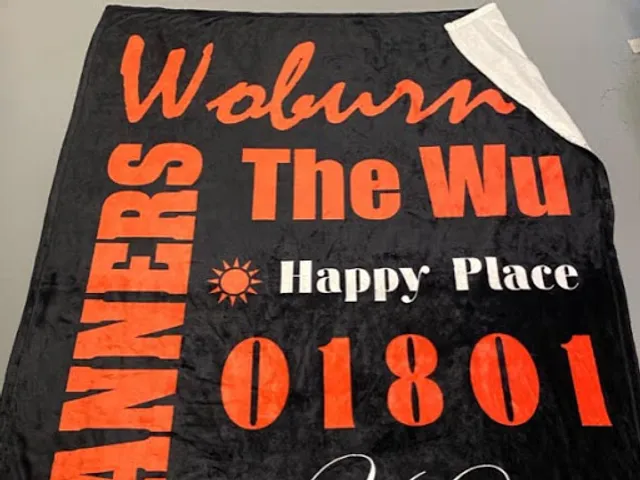 Woburn
The Wu
Happy Place
01801
ANNERS